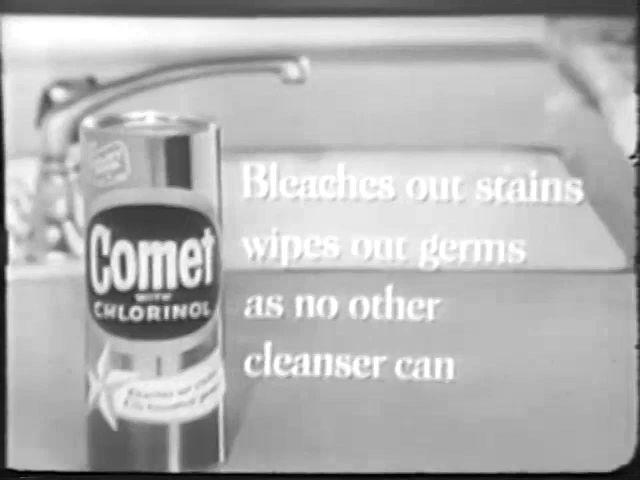 Comet
WITH
CHLORINOL
Bleaches out stains
wipes out germs
as no other
cleanser can